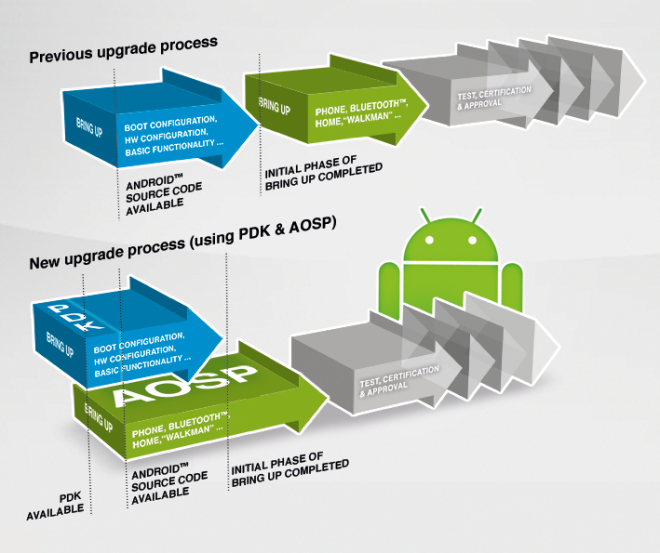 Previous upgrade process
BRING UP
BOOT CONFIGURATION,
HW CONFIGURATION,
BASIC FUNCTIONALITY ...
BRING UP
PHONE, BLUETOOTH™,
HOME,"WALKMAN" ...
TEST, CERTIFICATION
& APPROVAL
ANDROID™
SOURCE CODE
AVAILABLE
INITIAL PHASE OF
BRING UP COMPLETED
New upgrade process (using PDK & AOSP)
PDK
BRING UP
BOOT CONFIGURATION,
HW CONFIGURATION,
BASIC FUNCTIONALITY ...
AOSP
BRING UP
PHONE, BLUETOOTH™,
HOME,"WALKMAN" ...
TEST, CERTIFICATION
& APPROVAL
PDK
AVAILABLE
ANDROID™
SOURCE CODE
AVAILABLE
INITIAL PHASE OF
BRING UP COMPLETED